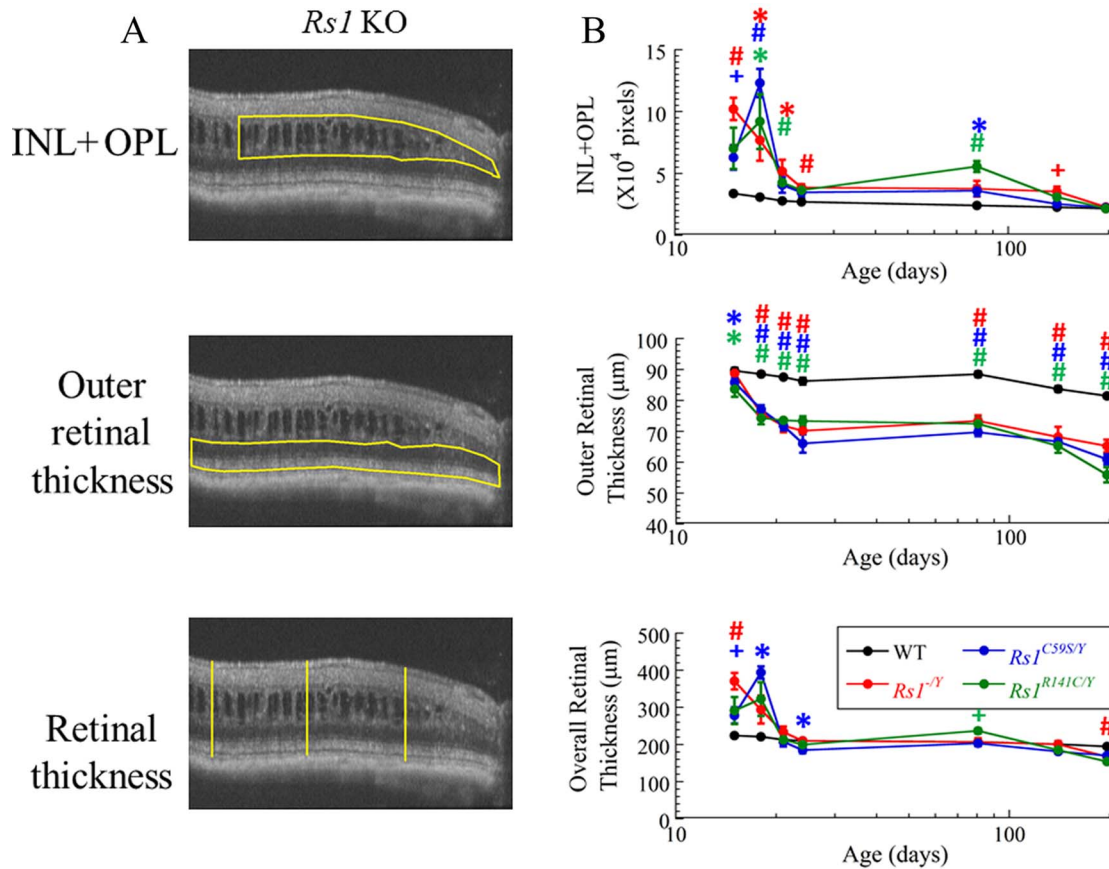 A
Rs1 KO
INL+OPL
Outer
retinal
thickness
Retinal
thickness
B
* 
# #
+ *
*
# #
*
#
+
15
10
5
0
INL+OPL
(X10⁴ pixels)
10 100
Age (days)
* # # # # # #
* # # # # # #
# # # # # #
100
90
80
70
60
50
40
Outer Retinal
Thickness (µm)
10 100
Age (days)
#
+ *
*
+
#
500
400
300
200
100
0
Overall Retinal
Thickness (µm)
WT
Rs1-/Y
Rs1C59S/Y
Rs1R141C/Y
10 100
Age (days)